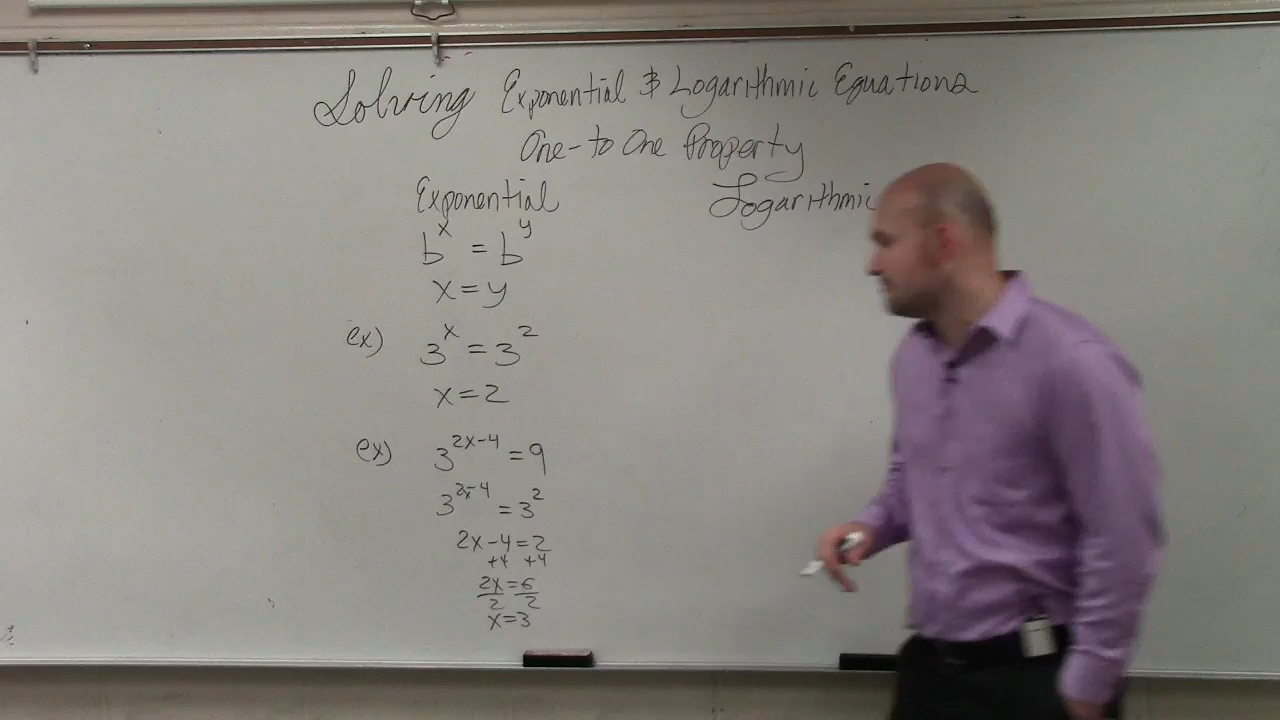 Solving Exponential & Logarithmic Equations
One-to One Property
Exponential
b^x = b^y
x = y
ex) 3^x = 3^2
x = 2
ex) 3^{2x-4} = 9
3^{2x-4} = 3^2
2x-4=2
+4 +4
2x=6
2 2
x=3
Logarithmic